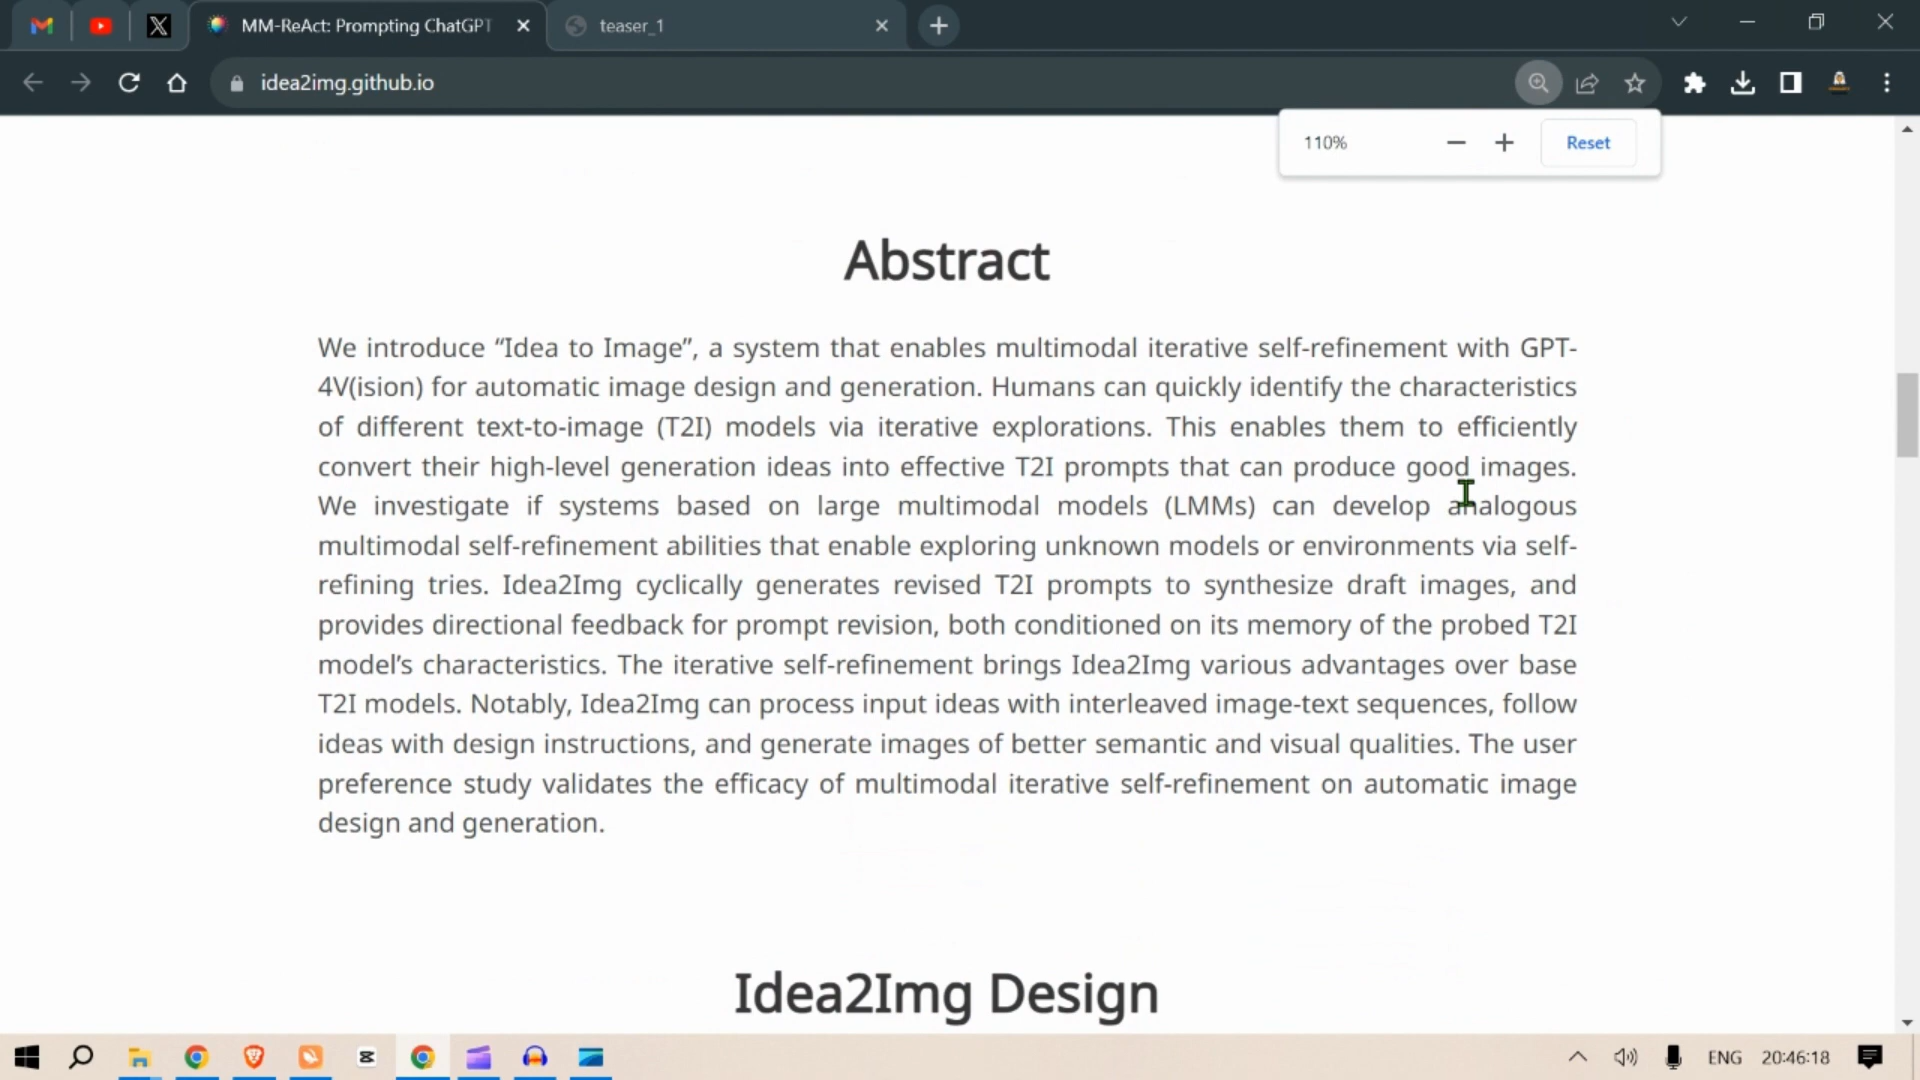 MM-ReAct: Prompting ChatGPT
teaser_1
idea2img.github.io
110%
Reset
Abstract
We introduce “Idea to Image”, a system that enables multimodal iterative self-refinement with GPT-
4V(ision) for automatic image design and generation. Humans can quickly identify the characteristics
of different text-to-image (T2I) models via iterative explorations. This enables them to efficiently
convert their high-level generation ideas into effective T2I prompts that can produce good images.
We investigate if systems based on large multimodal models (LMMs) can develop analogous
multimodal self-refinement abilities that enable exploring unknown models or environments via self-
refining tries. Idea2Img cyclically generates revised T2I prompts to synthesize draft images, and
provides directional feedback for prompt revision, both conditioned on its memory of the probed T2I
model’s characteristics. The iterative self-refinement brings Idea2Img various advantages over base
T2I models. Notably, Idea2Img can process input ideas with interleaved image-text sequences, follow
ideas with design instructions, and generate images of better semantic and visual qualities. The user
preference study validates the efficacy of multimodal iterative self-refinement on automatic image
design and generation.
Idea2Img Design
ENG 20:46:18